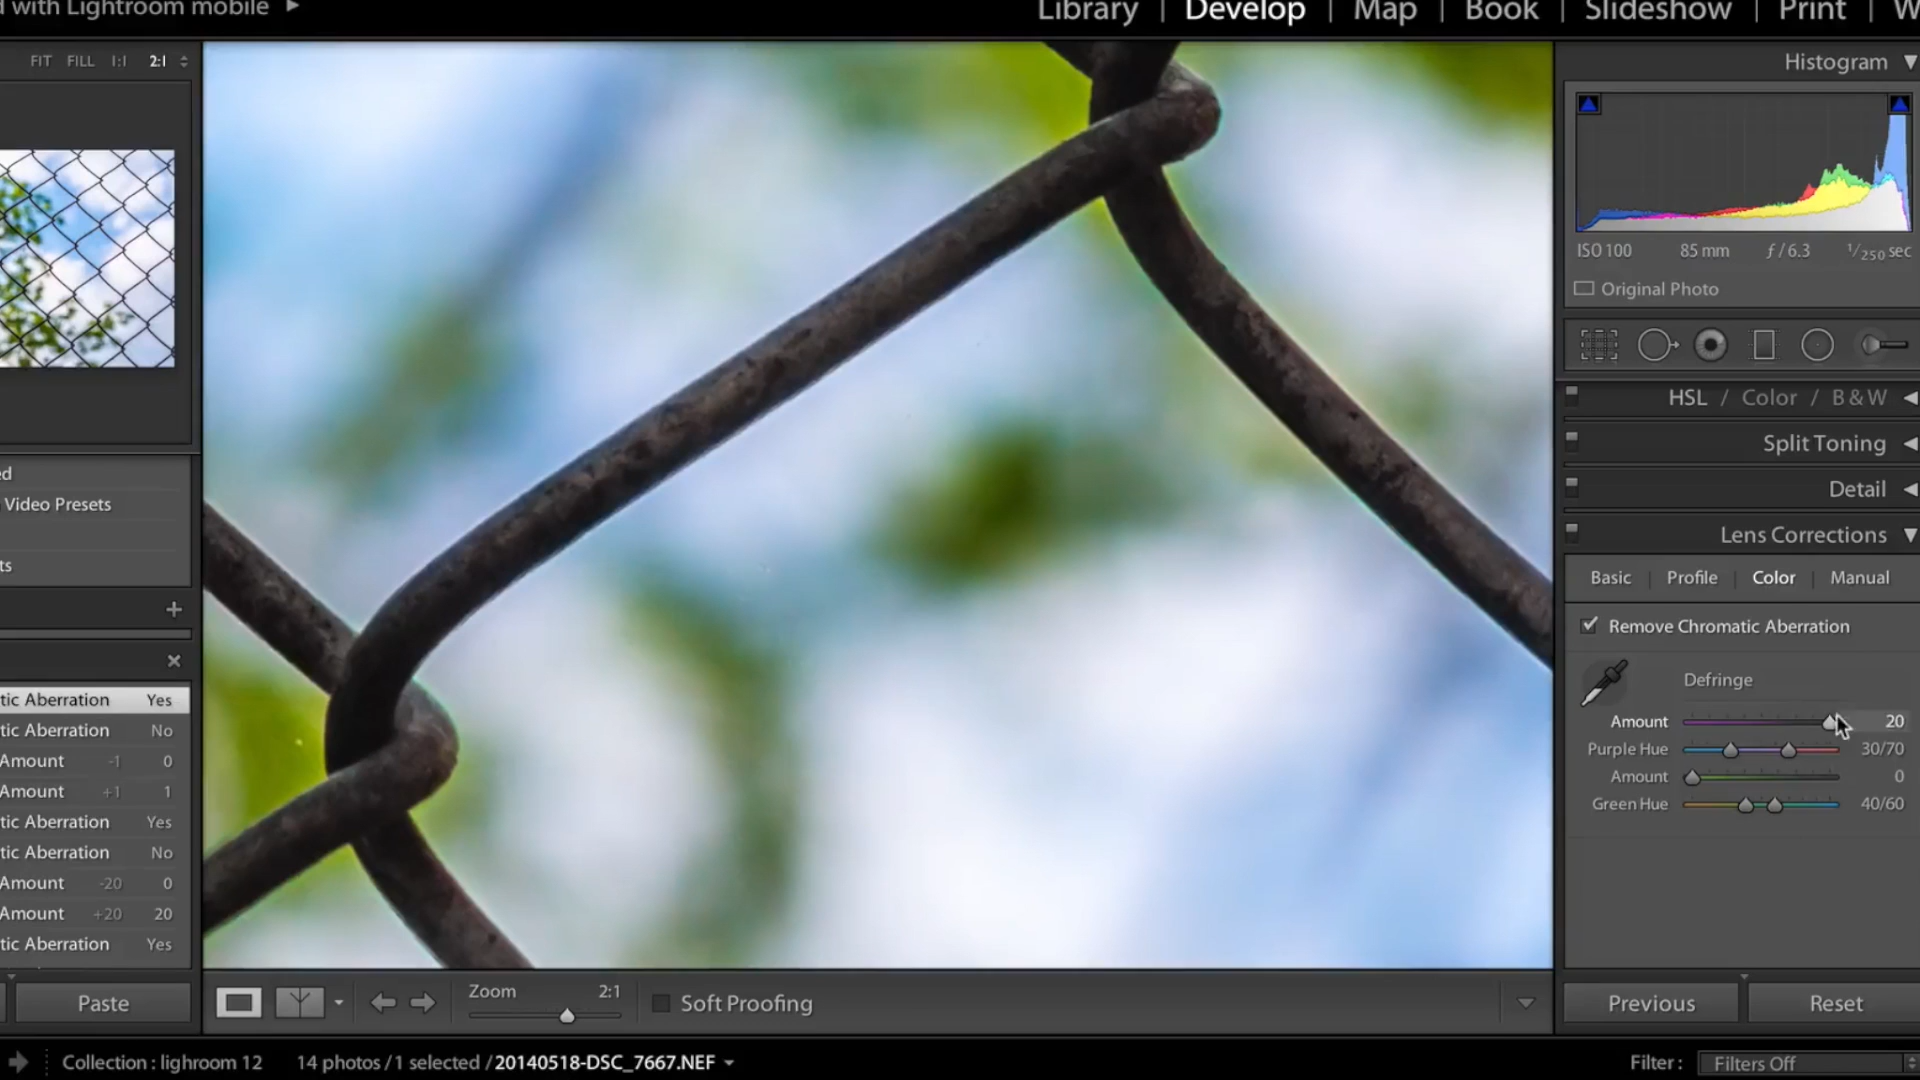 d with Lightroom mobile
Library | Develop | Map | Book | Slideshow | Print | W
FIT FILL 1:1 2:1
Histogram
ISO 100 85 mm ƒ / 6.3 1/250 sec
Original Photo
HSL / Color / B & W
Split Toning
Detail
Lens Corrections
Basic | Profile | Color | Manual
Remove Chromatic Aberration
Defringe
Amount 20
Purple Hue 30/70
Amount 0
Green Hue 40/60
Previous Reset
ed
Video Presets
ts
tic Aberration Yes
tic Aberration No
Amount -1 0
Amount +1 1
tic Aberration Yes
tic Aberration No
Amount -20 0
Amount +20 20
tic Aberration Yes
Paste
Zoom 2:1
Soft Proofing
Collection : lighroom 12 14 photos / 1 selected / 20140518-DSC_7667.NEF
Filter : Filters Off